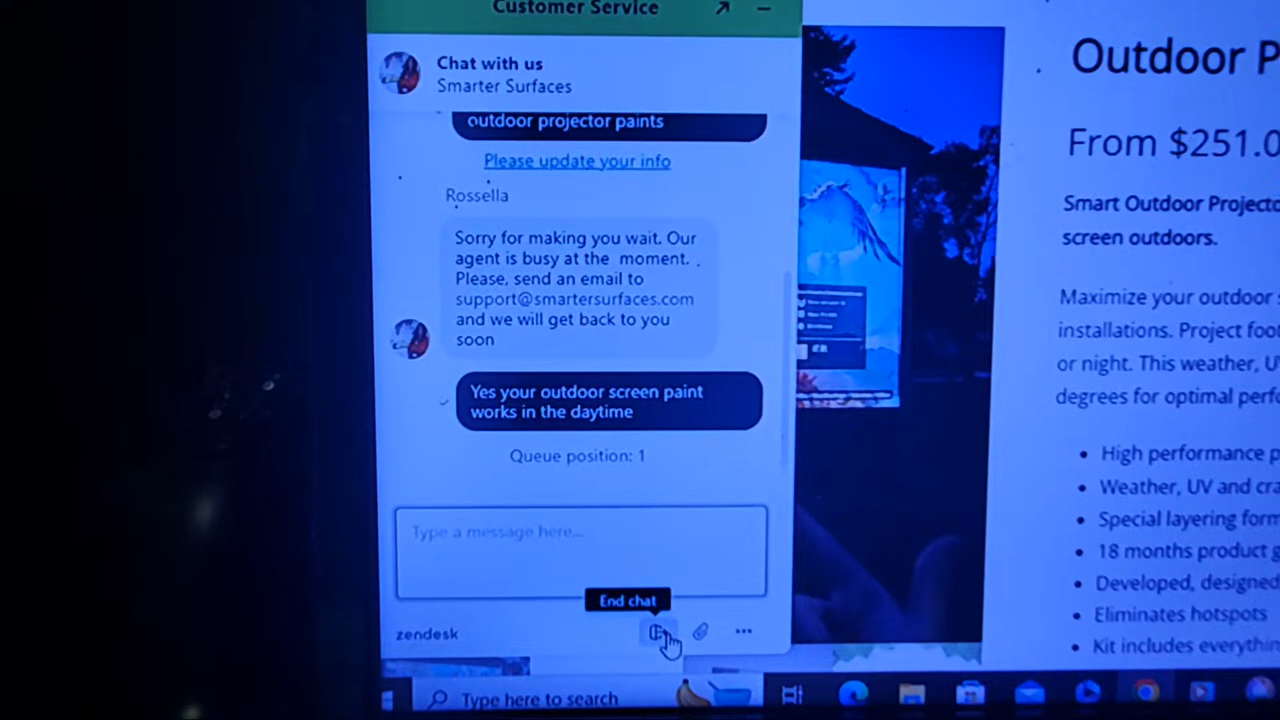 Customer Service
Chat with us
Smarter Surfaces
outdoor projector paints
Please update your info
Rossella
Sorry for making you wait. Our
agent is busy at the moment.
Please, send an email to
support@smartersurfaces.com
and we will get back to you
soon
Yes your outdoor screen paint
works in the daytime
Queue position: 1
Type a message here...
End chat
zendesk
Type here to search
Outdoor P
From $251.0
Smart Outdoor Projecto
screen outdoors.
Maximize your outdoor
installations. Project foot
or night. This weather, U
degrees for optimal perfo
High performance p
Weather, UV and cra
Special layering form
18 months product g
Developed, designed
Eliminates hotspots
Kit includes everythin